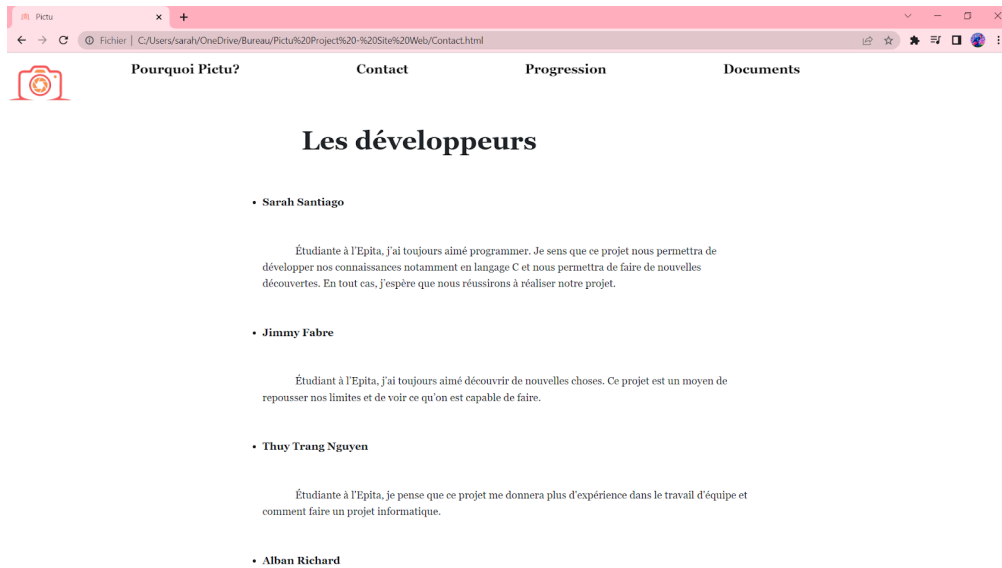 Pictu
Fichier | C:/Users/sarah/OneDrive/Bureau/Pictu%20Project%20-%20Site%20Web/Contact.html
Pourquoi Pictu? Contact Progression Documents
Les développeurs
• Sarah Santiago
Étudiante à l'Epita, j'ai toujours aimé programmer. Je sens que ce projet nous permettra de
développer nos connaissances notamment en langage C et nous permettra de faire de nouvelles
découvertes. En tout cas, j'espère que nous réussirons à réaliser notre projet.
• Jimmy Fabre
Étudiant à l'Epita, j'ai toujours aimé découvrir de nouvelles choses. Ce projet est un moyen de
repousser nos limites et de voir ce qu'on est capable de faire.
• Thuy Trang Nguyen
Étudiante à l'Epita, je pense que ce projet me donnera plus d'expérience dans le travail d'équipe et
comment faire un projet informatique.
• Alban Richard